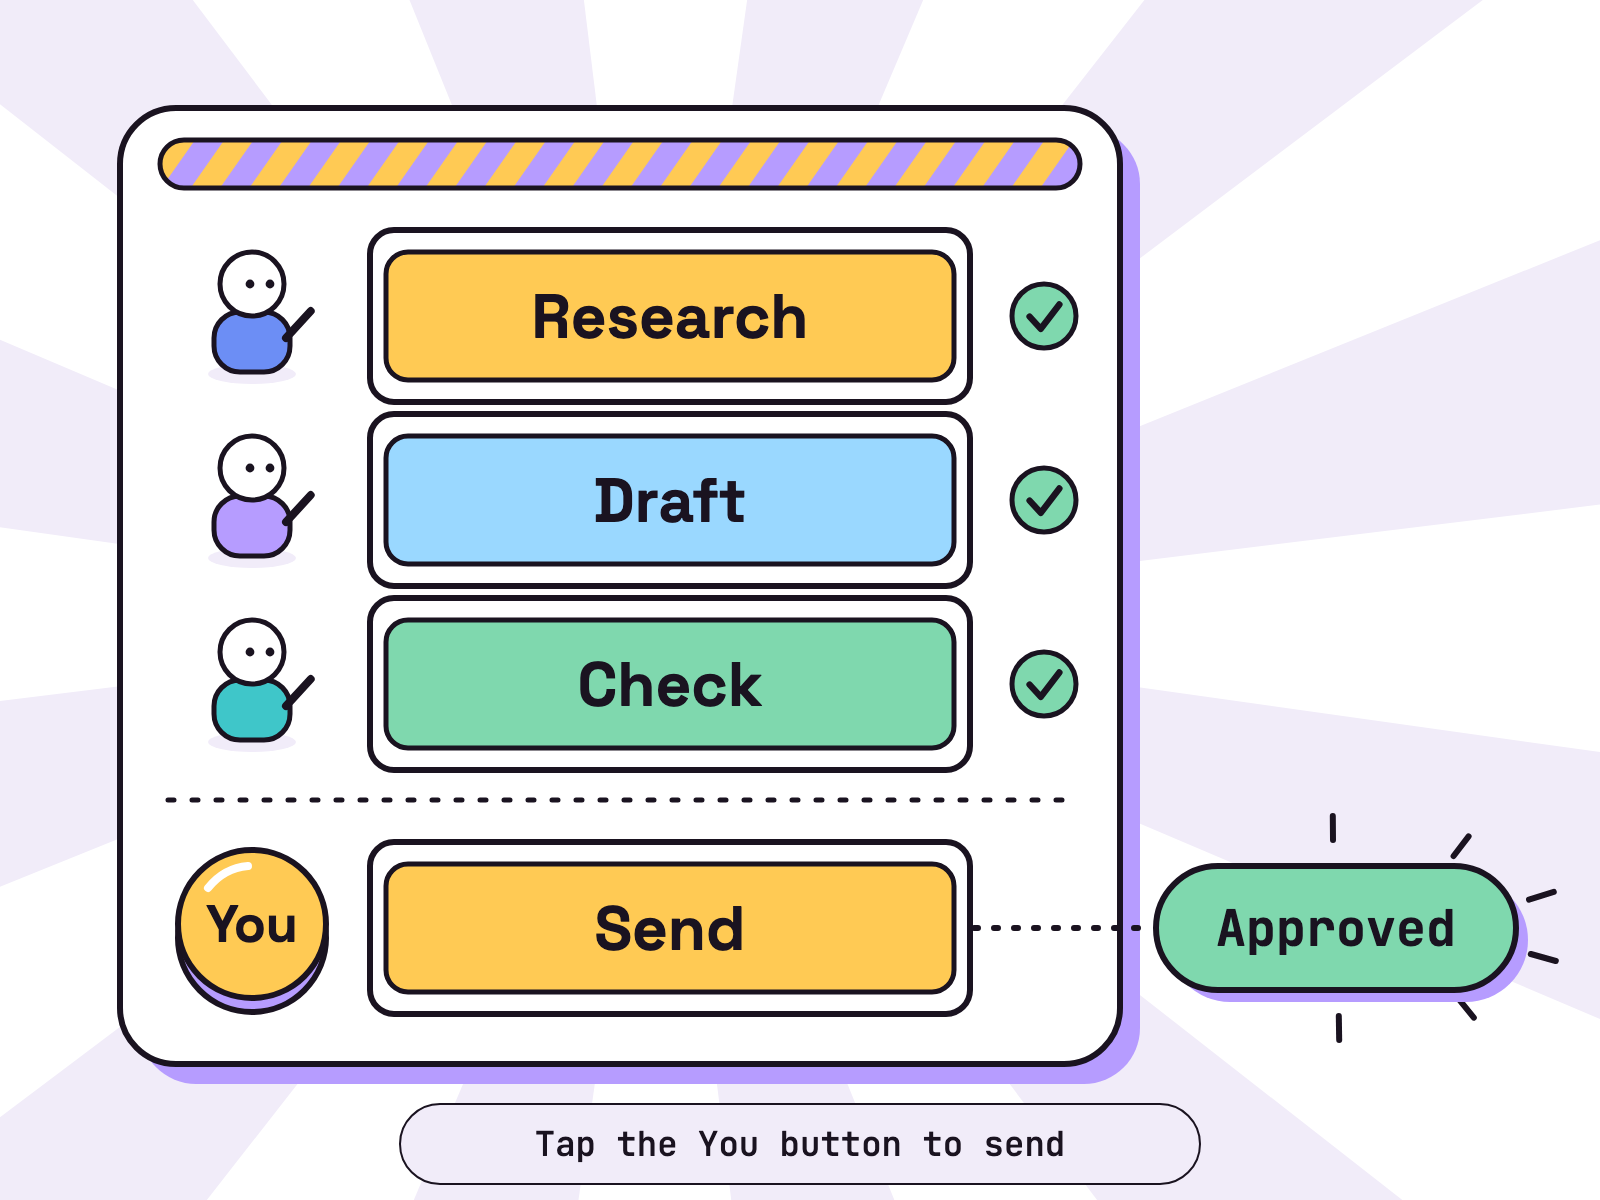 Research
Draft
Check
You
Send
Approved
Tap the You button to send